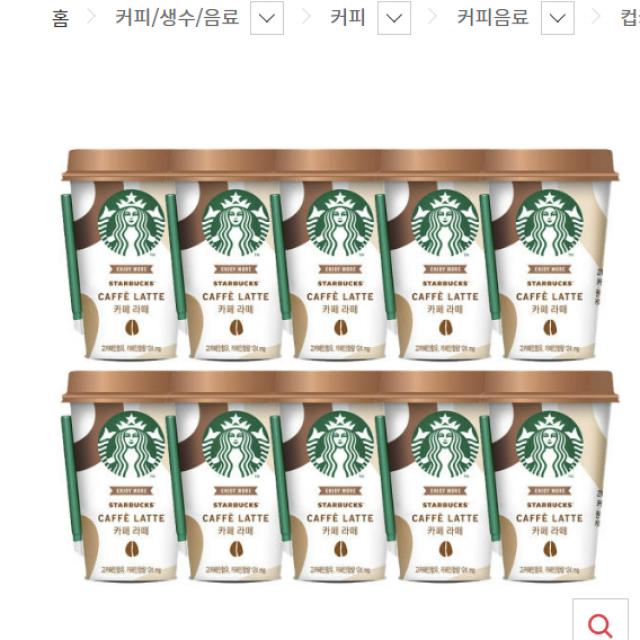 홈 커피/생수/음료 커피 커피음료
ENJOY MORE ENJOY MORE ENJOY MORE ENJOY MORE ENJOY MORE
STARBUCKS STARBUCKS STARBUCKS STARBUCKS STARBUCKS
CAFFÈ LATTE CAFFÈ LATTE CAFFÈ LATTE CAFFÈ LATTE CAFFÈ LATTE
카페 라떼 카페 라떼 카페 라떼 카페 라떼 카페 라떼
ENJOY MORE ENJOY MORE ENJOY MORE ENJOY MORE ENJOY MORE
STARBUCKS STARBUCKS STARBUCKS STARBUCKS STARBUCKS
CAFFÈ LATTE CAFFÈ LATTE CAFFÈ LATTE CAFFÈ LATTE CAFFÈ LATTE
카페 라떼 카페 라떼 카페 라떼 카페 라떼 카페 라떼